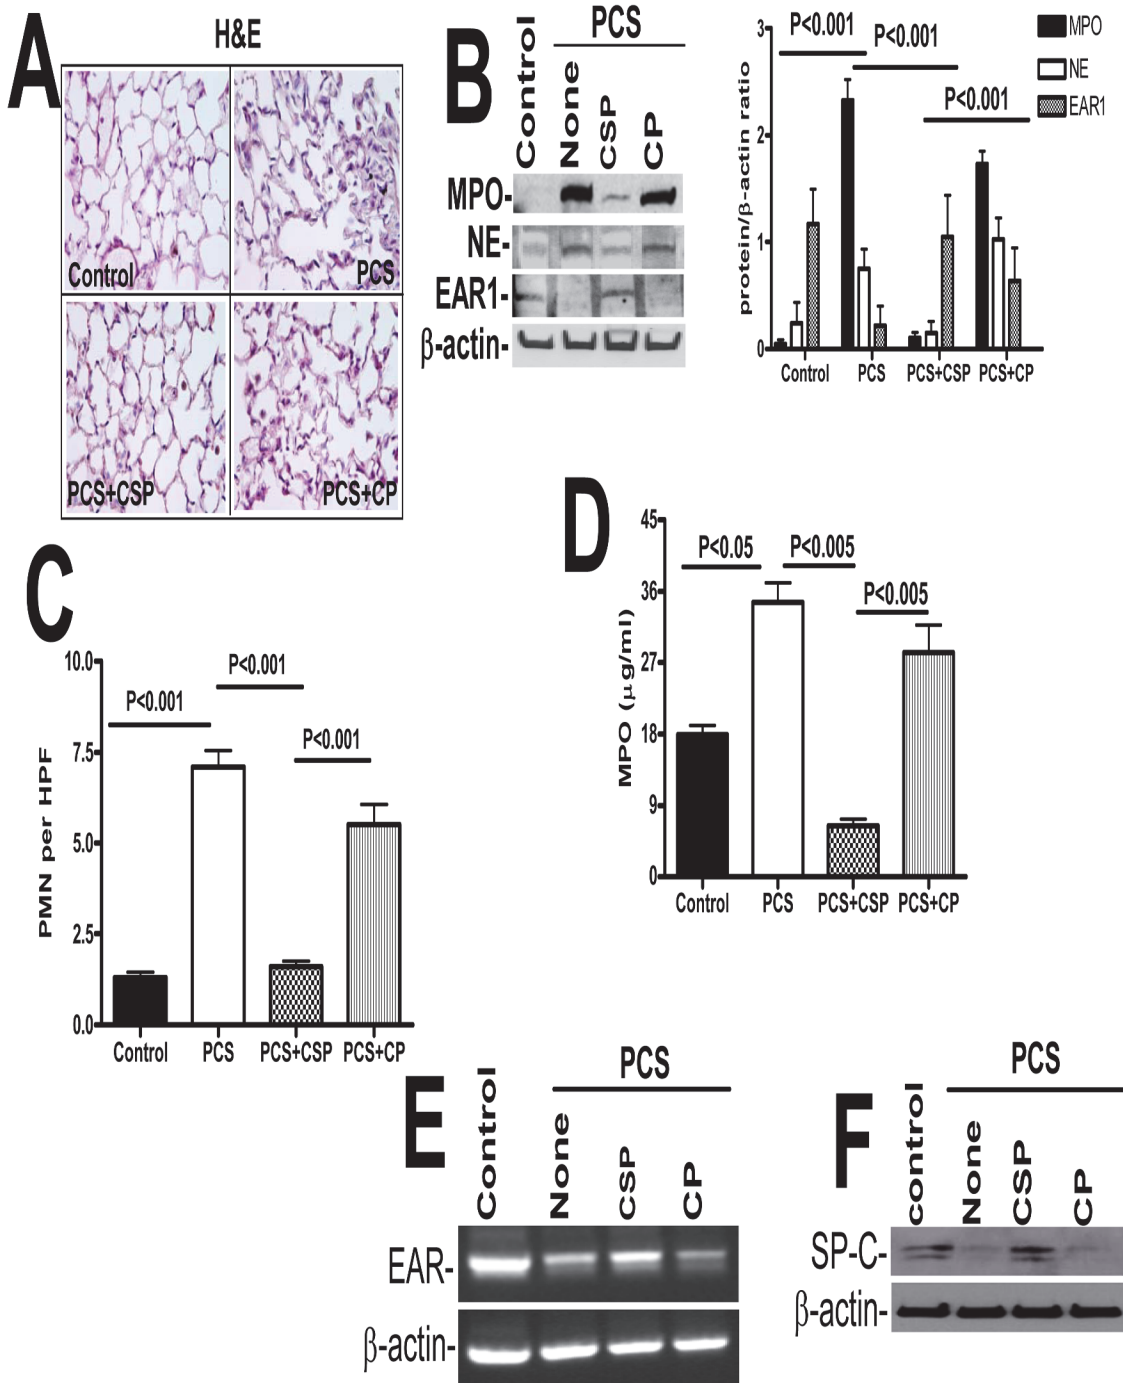 A
H&E
Control
PCS
PCS+CSP
PCS+CP
B
PCS
Control
None
CSP
CP
MPO-
NE-
EAR1-
β-actin-
protein/β-actin ratio
3
2
1
0
P<0.001
P<0.001
P<0.001
MPO
NE
EAR1
Control
PCS
PCS+CSP
PCS+CP
C
PMN per HPF
10.0
7.5
5.0
2.5
0.0
P<0.001
P<0.001
P<0.001
Control
PCS
PCS+CSP
PCS+CP
D
MPO (μg/ml)
45
36
27
18
9
0
P<0.05
P<0.005
P<0.005
Control
PCS
PCS+CSP
PCS+CP
E
PCS
Control
None
CSP
CP
EAR-
β-actin-
F
PCS
control
None
CSP
CP
SP-C-
β-actin-